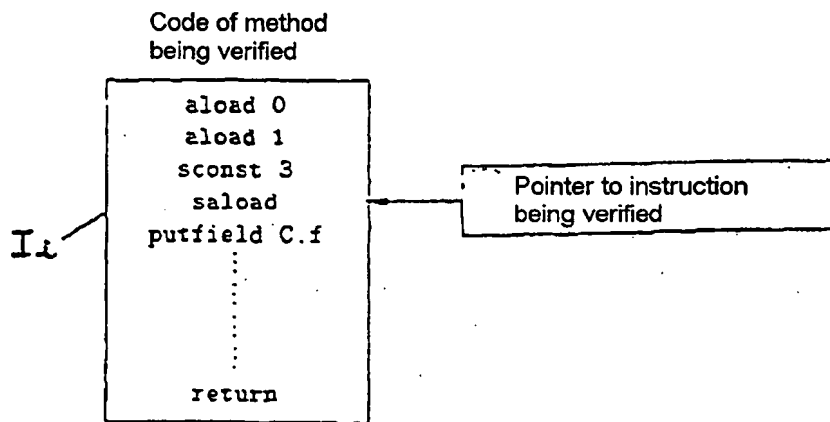 Code of method
being verified
aload 0
aload 1
sconst 3
saload
putfield C.f
return
Ii
Pointer to instruction
being verified